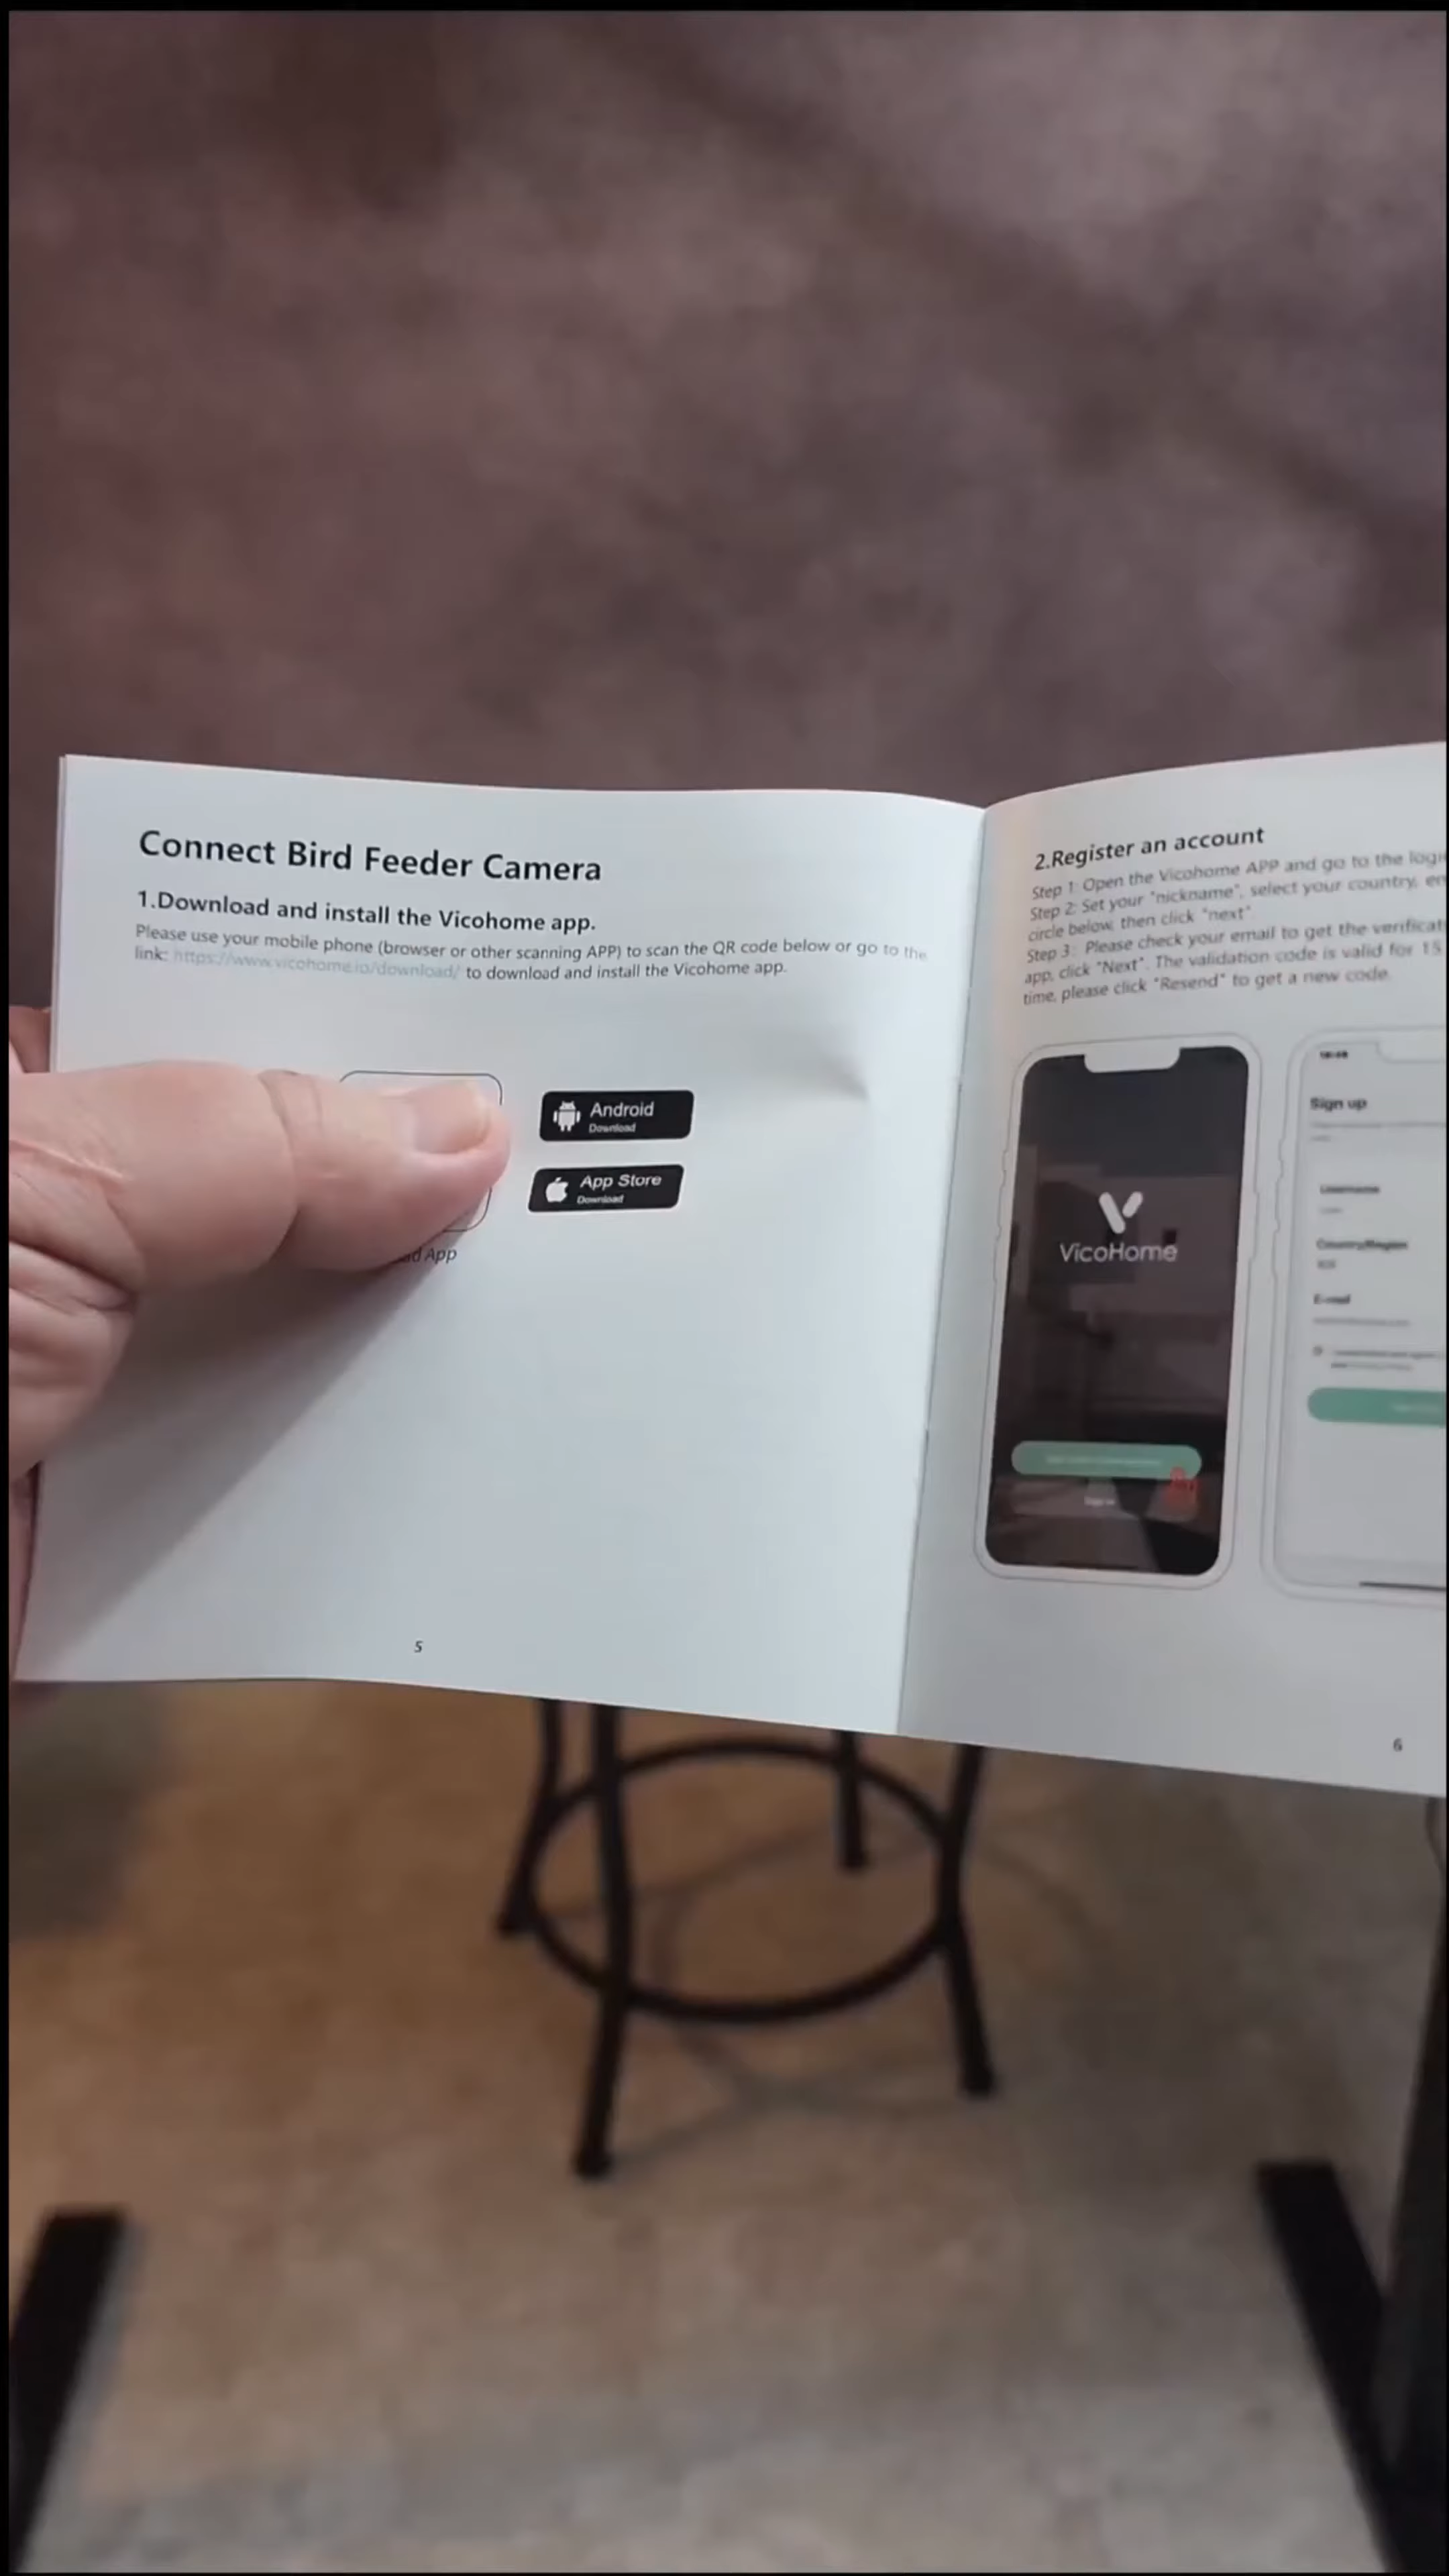 Connect Bird Feeder Camera
1.Download and install the Vicohome app.
Please use your mobile phone (browser or other scanning APP) to scan the QR code below or go to the
link: https://www.vicohome.io/download/ to download and install the Vicohome app.
Android
Download
App Store
Download
App
5
2.Register an account
Step 1: Open the Vicohome APP and go to the
Step 2: Set your "nickname", select your country,
circle below, then click "next".
Step 3: Please check your email to get the
app, click "Next". The validation code is valid for 15
time, please click "Resend" to get a new code.
VicoHome
Sign up
Username
Country/Region
E-mail
6